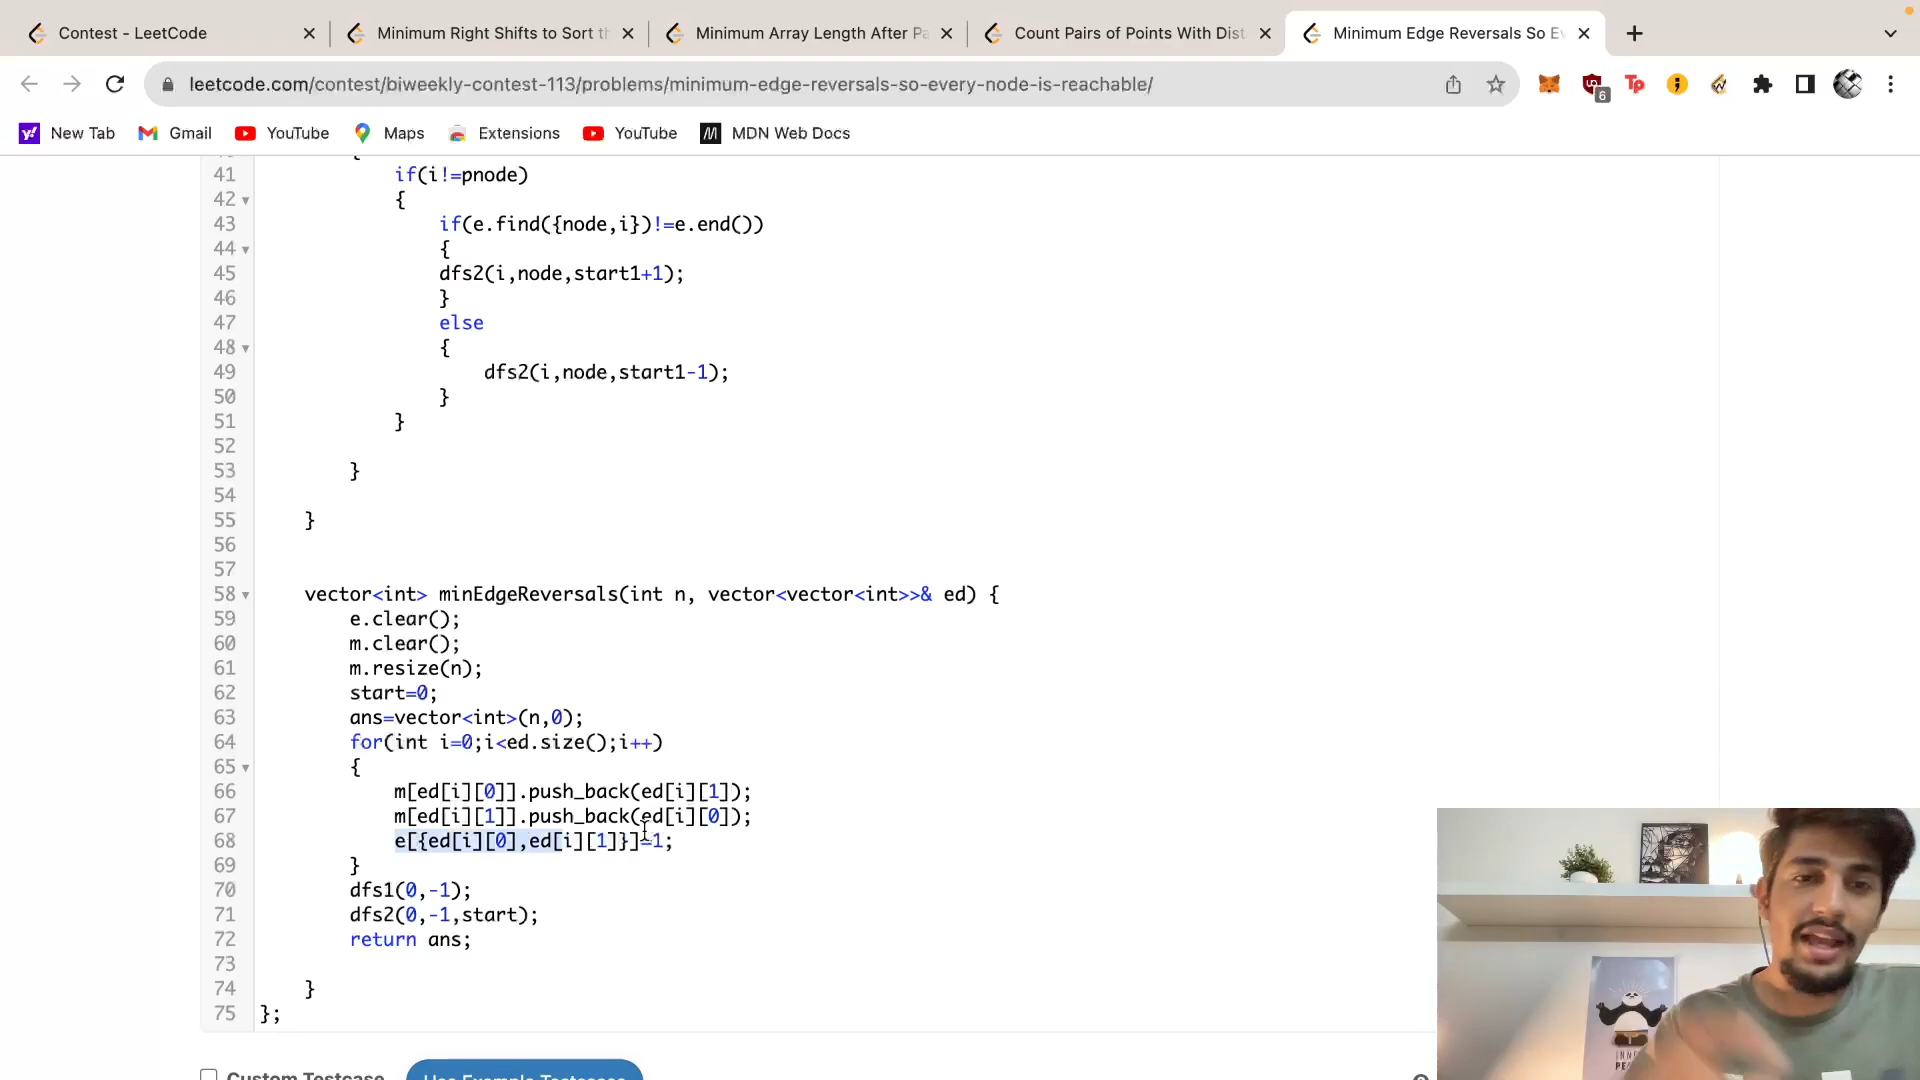 Contest - LeetCode
Minimum Right Shifts to Sort th
Minimum Array Length After Pa
Count Pairs of Points With Dist
Minimum Edge Reversals So Ev
leetcode.com/contest/biweekly-contest-113/problems/minimum-edge-reversals-so-every-node-is-reachable/
6
Tp
New Tab
Gmail
YouTube
Maps
Extensions
YouTube
MDN Web Docs
{
41 if(i!=pnode)
42 {
43 if(e.find({node,i})!=e.end())
44 {
45 dfs2(i,node,start1+1);
46 }
47 else
48 {
49 dfs2(i,node,start1-1);
50 }
51 }
52
53 }
54
55 }
56
57
58 vector<int> minEdgeReversals(int n, vector<vector<int>>& ed) {
59 e.clear();
60 m.clear();
61 m.resize(n);
62 start=0;
63 ans=vector<int>(n,0);
64 for(int i=0;i<ed.size();i++)
65 {
66 m[ed[i][0]].push_back(ed[i][1]);
67 m[ed[i][1]].push_back(ed[i][0]);
68 e[{ed[i][0],ed[i][1]}]=1;
69 }
70 dfs1(0,-1);
71 dfs2(0,-1,start);
72 return ans;
73
74 }
75 };
Custom Testcase
Use Example Testcases